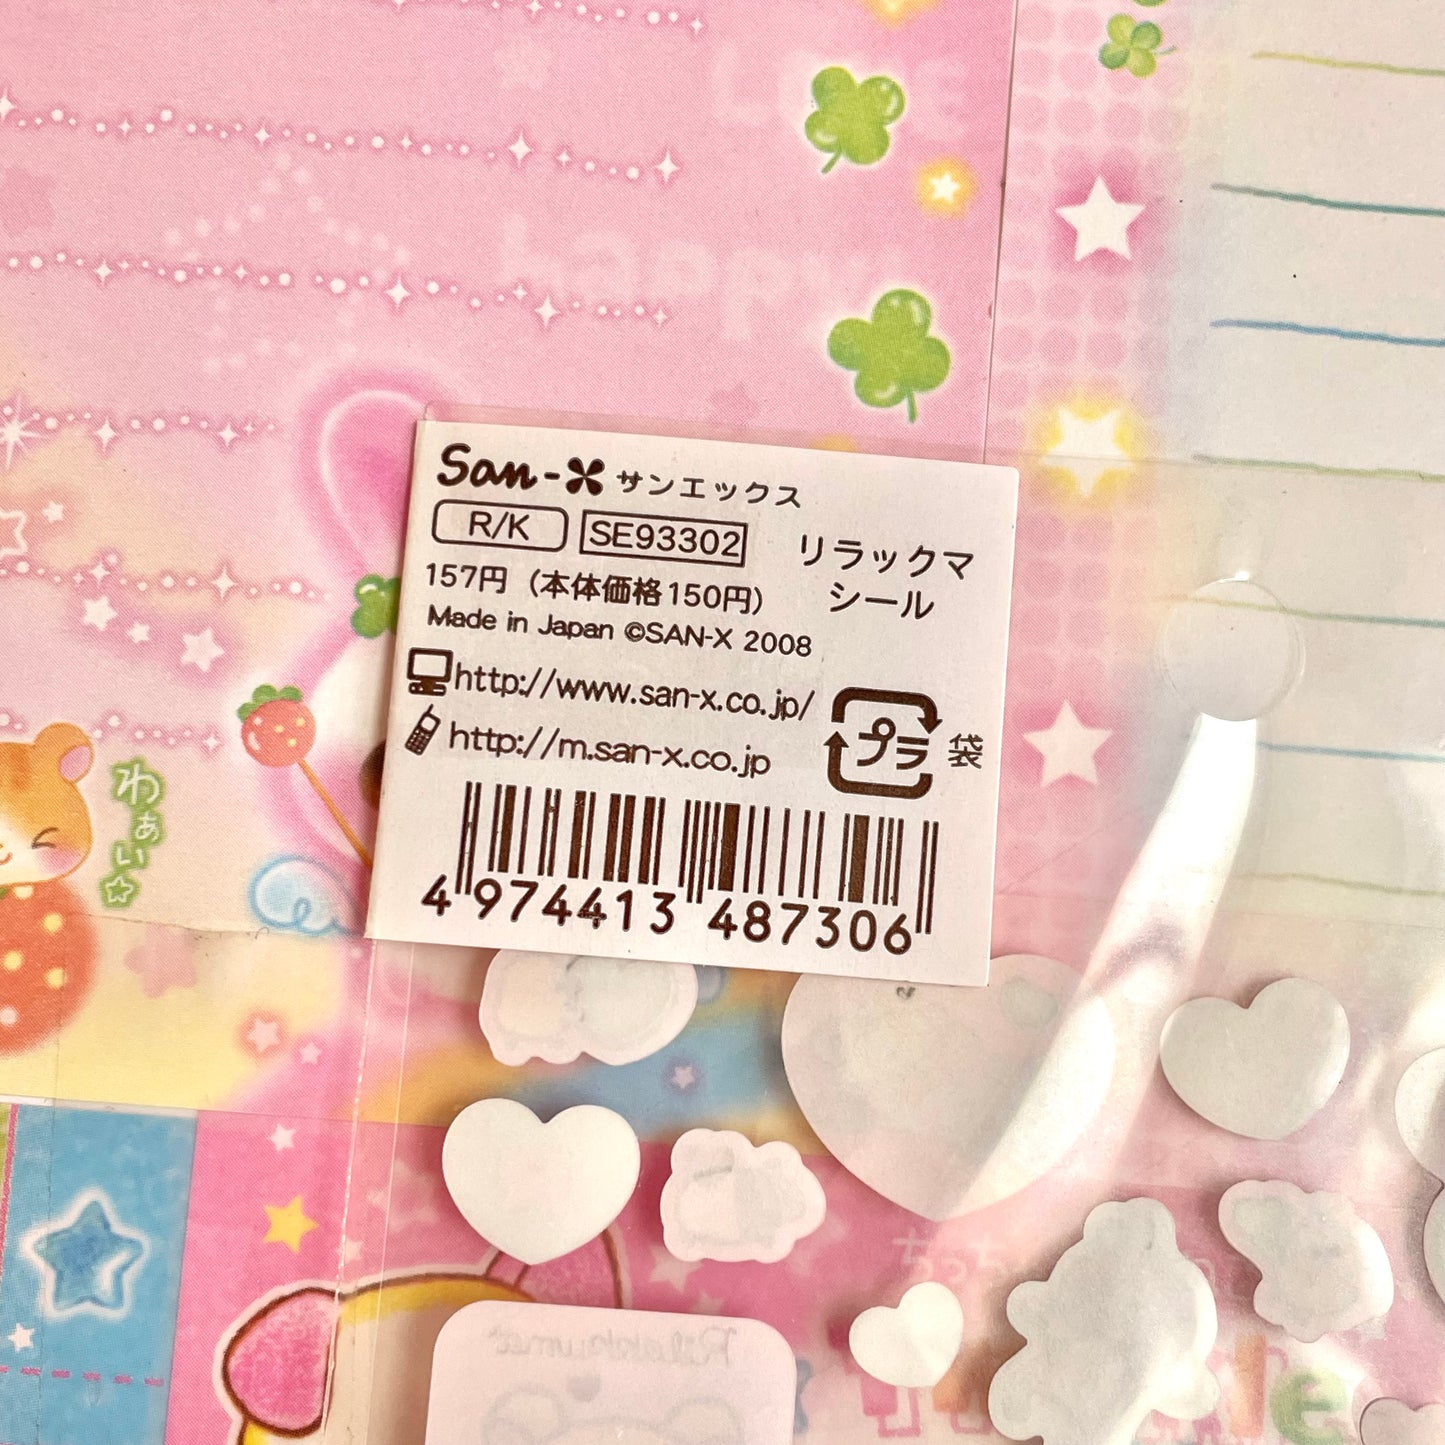 San-X サンエックス
R/K SE93302 リラックマ
シール
157円 (本体価格150円)
Made in Japan ©SAN-X 2008
http://www.san-x.co.jp/
http://m.san-x.co.jp
プラ 袋
4 974413 487306
わぁい☆
Rilakkuma